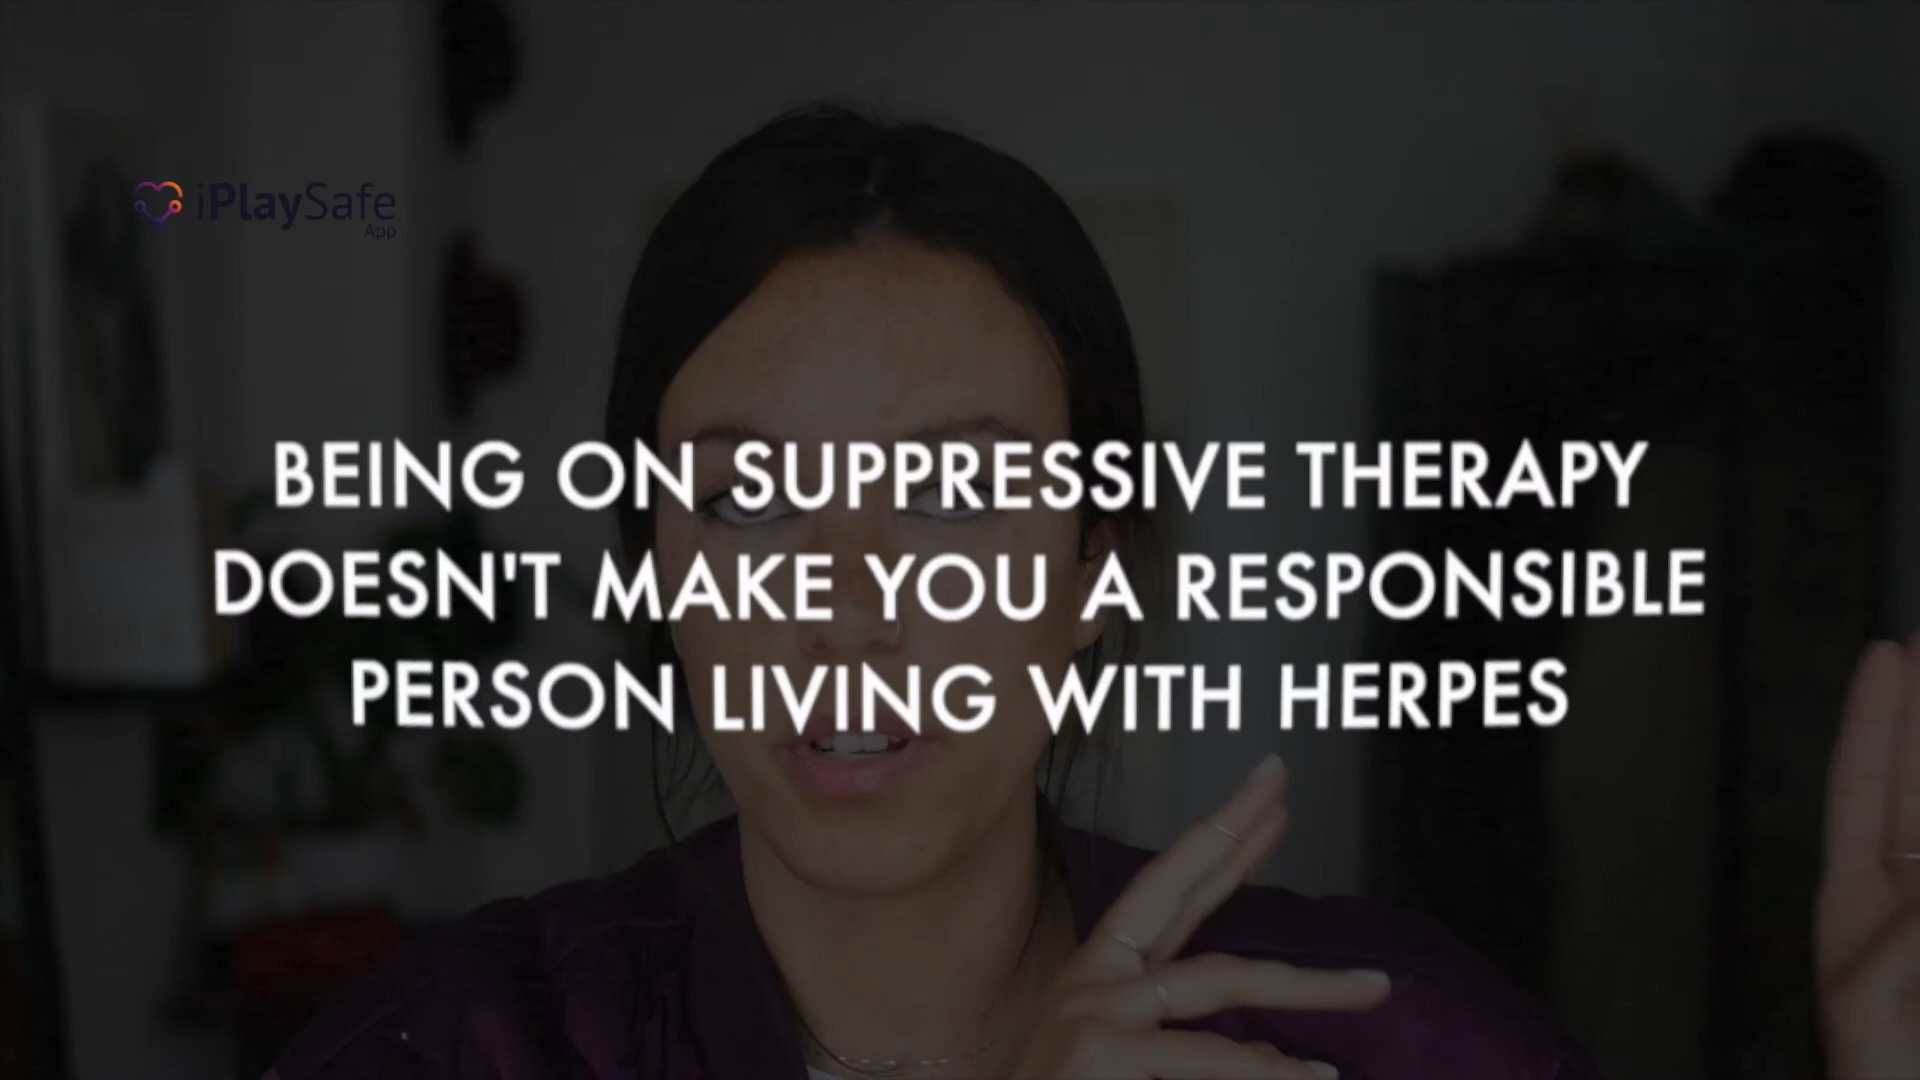 iPlaySafe
App
BEING ON SUPPRESSIVE THERAPY
DOESN'T MAKE YOU A RESPONSIBLE
PERSON LIVING WITH HERPES